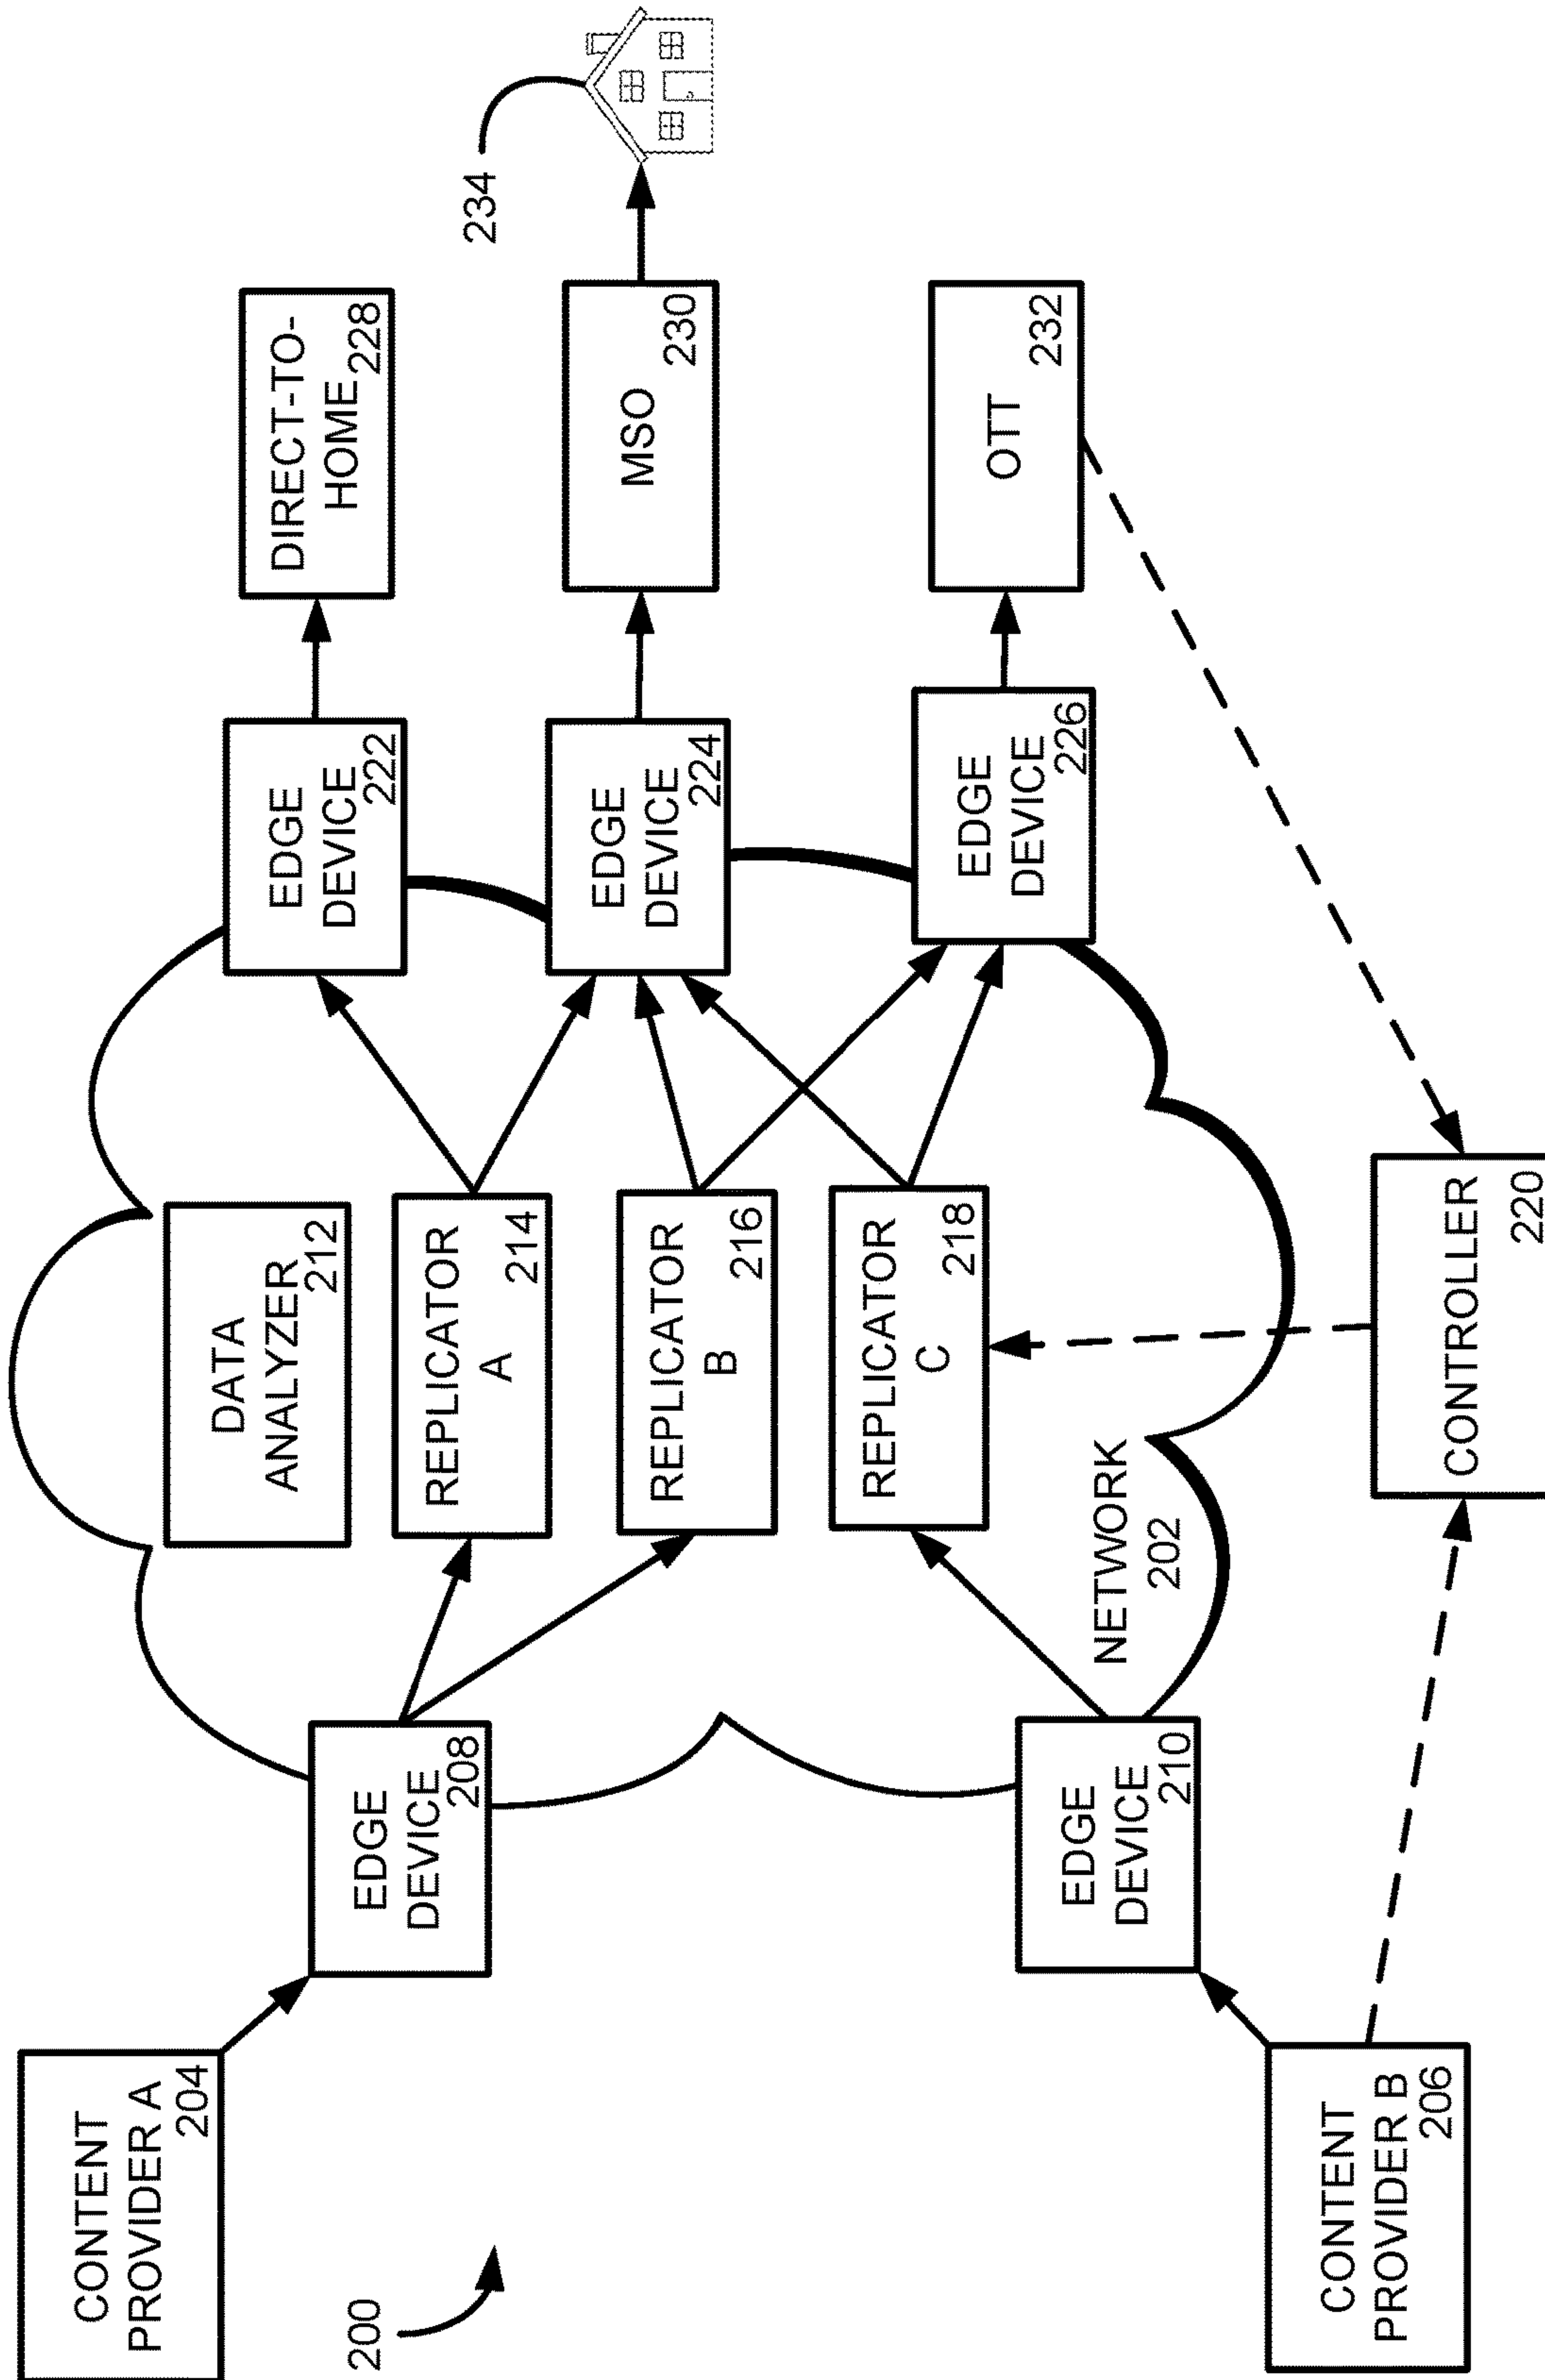 CONTENT
PROVIDER A
204
EDGE
DEVICE
208
DATA
ANALYZER
212
REPLICATOR
A
214
REPLICATOR
B
216
REPLICATOR
C
218
EDGE
DEVICE
222
EDGE
DEVICE
224
EDGE
DEVICE
226
DIRECT-TO-
HOME
228
MSO
230
OTT
232
234
200
CONTENT
PROVIDER B
206
EDGE
DEVICE
210
NETWORK
202
CONTROLLER
220